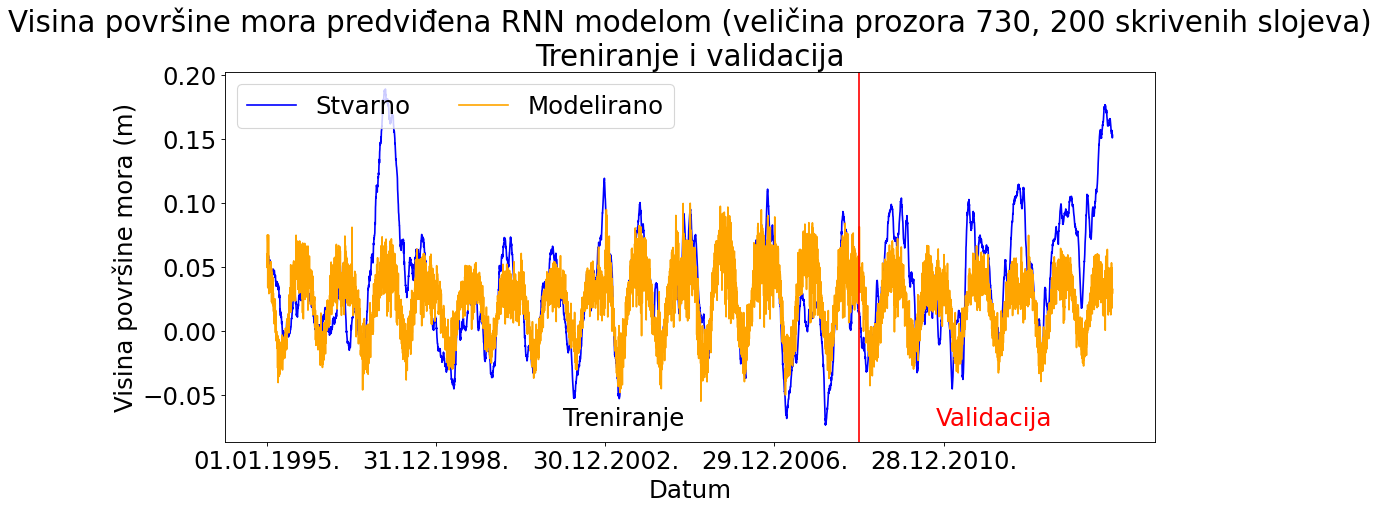 Visina površine mora predviđena RNN modelom (veličina prozora 730, 200 skrivenih slojeva)
Treniranje i validacija
Stvarno Modelirano
Visina površine mora (m)
0.20
0.15
0.10
0.05
0.00
−0.05
Treniranje Validacija
01.01.1995. 31.12.1998. 30.12.2002. 29.12.2006. 28.12.2010.
Datum